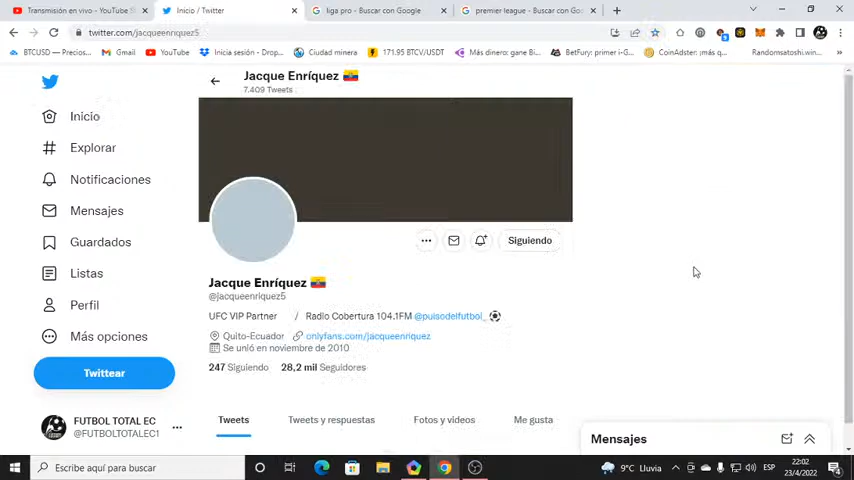 Transmisión en vivo - YouTube S
Inicio / Twitter
liga pro - Buscar con Google
premier league - Buscar con Goo
twitter.com/jacqueenriquez5
BTCUSD — Precios...
Gmail
YouTube
Inicia sesión - Drop...
Ciudad minera
171.95 BTCV/USDT
Más dinero: gane Bi...
BetFury: primer i-G...
CoinAdster: ¡más q...
Randomsatoshi.win...
Jacque Enríquez
7.409 Tweets
Inicio
Explorar
Notificaciones
Mensajes
Guardados
Listas
Perfil
Más opciones
Twittear
FUTBOL TOTAL EC
@FUTBOLTOTALEC1
Siguiendo
Jacque Enríquez
@jacqueenriquez5
UFC VIP Partner / Radio Cobertura 104.1FM @pulsodelfutbol_
Quito-Ecuador onlyfans.com/jacqueenriquez
Se unió en noviembre de 2010
247 Siguiendo 28,2 mil Seguidores
Tweets Tweets y respuestas Fotos y videos Me gusta
Mensajes
Escribe aquí para buscar
9°C Lluvia
ESP
22:02
23/4/2022
4